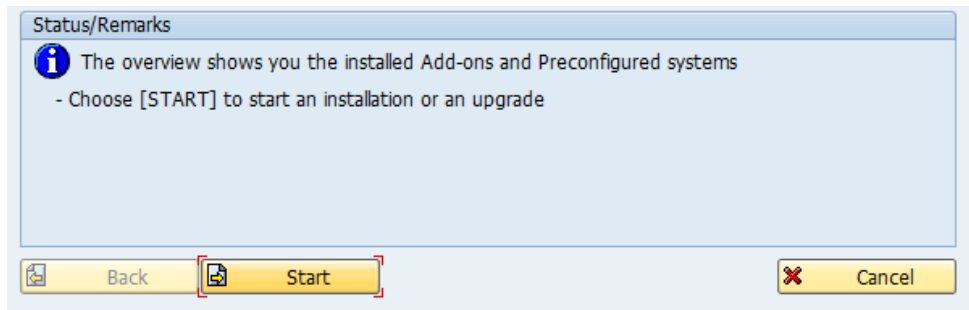 Status/Remarks
The overview shows you the installed Add-ons and Preconfigured systems
- Choose [START] to start an installation or an upgrade
Back Start Cancel